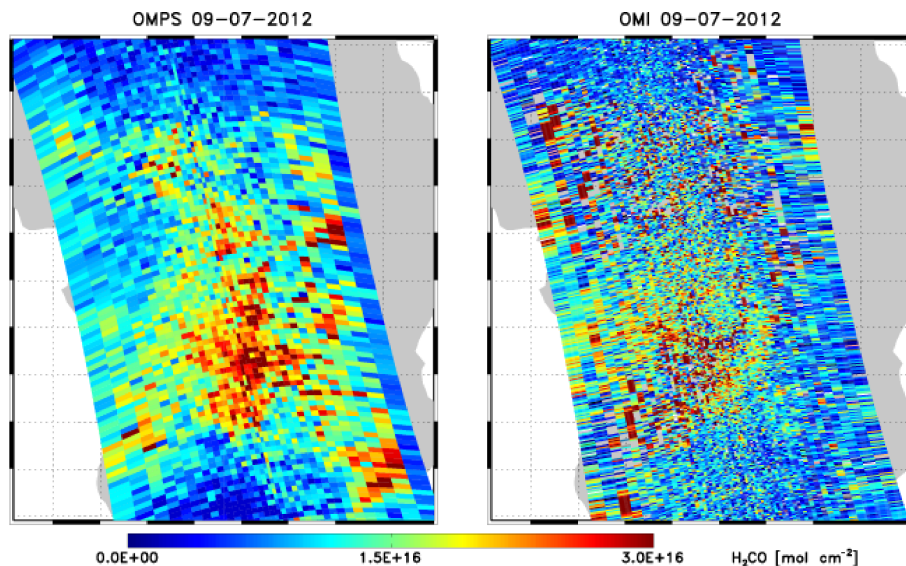 OMPS 09-07-2012
OMI 09-07-2012
0.0E+00
1.5E+16
3.0E+16
H₂CO [mol cm⁻²]